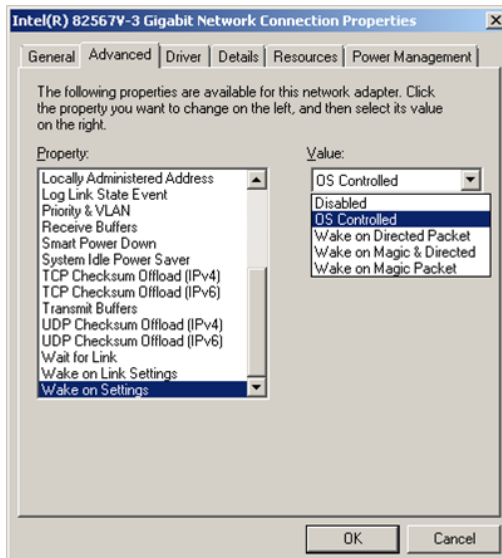 Intel(R) 82567V-3 Gigabit Network Connection Properties
General
Advanced
Driver
Details
Resources
Power Management
The following properties are available for this network adapter. Click
the property you want to change on the left, and then select its value
on the right.
Property:
Locally Administered Address
Log Link State Event
Priority & VLAN
Receive Buffers
Smart Power Down
System Idle Power Saver
TCP Checksum Offload (IPv4)
TCP Checksum Offload (IPv6)
Transmit Buffers
UDP Checksum Offload (IPv4)
UDP Checksum Offload (IPv6)
Wait for Link
Wake on Link Settings
Wake on Settings
Value:
OS Controlled
Disabled
OS Controlled
Wake on Directed Packet
Wake on Magic & Directed
Wake on Magic Packet
OK
Cancel